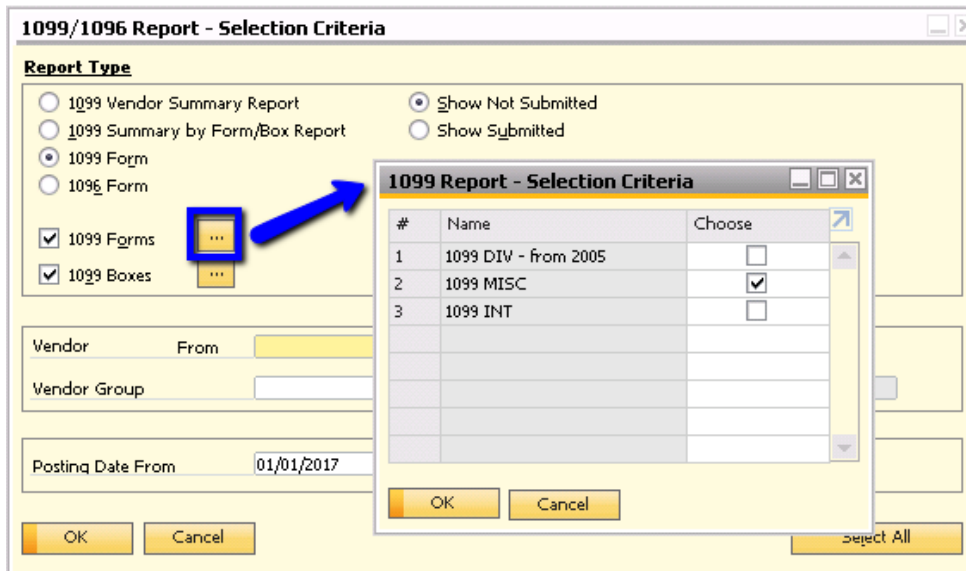 1099/1096 Report - Selection Criteria
Report Type
1099 Vendor Summary Report
Show Not Submitted
1099 Summary by Form/Box Report
Show Submitted
1099 Form
1096 Form
1099 Forms
...
1099 Boxes
...
1099 Report - Selection Criteria
# Name Choose
1 1099 DIV - from 2005
2 1099 MISC
3 1099 INT
OK Cancel
Vendor From
Vendor Group
Posting Date From 01/01/2017
OK Cancel Select All